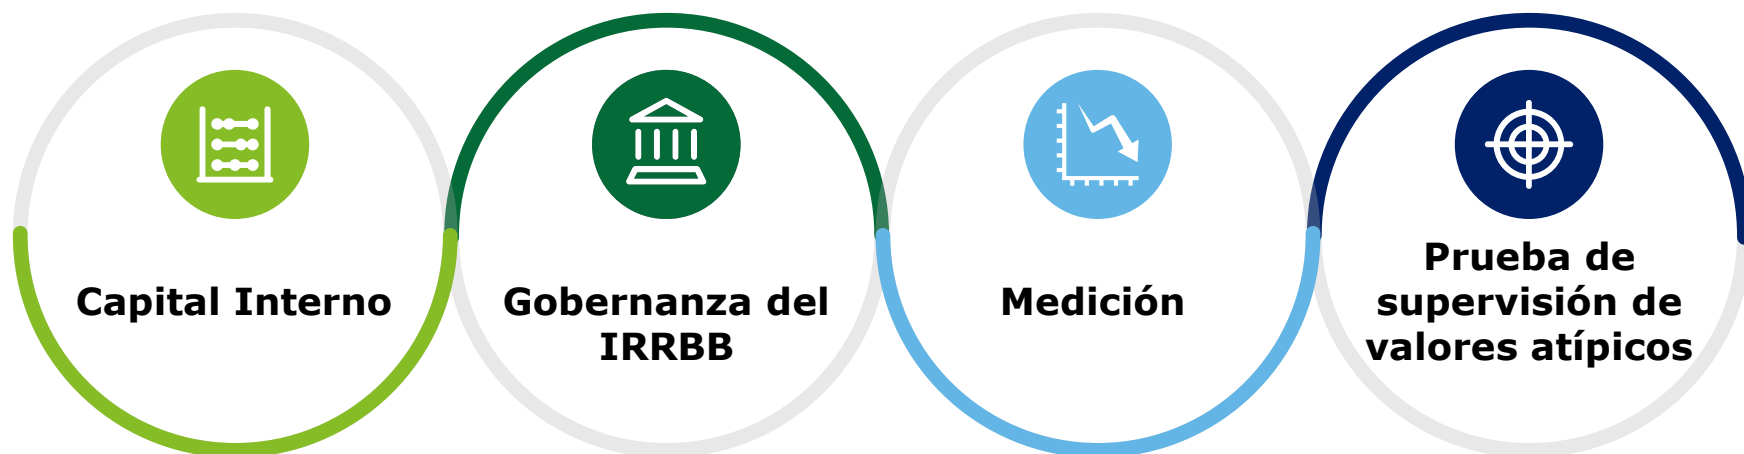 Capital Interno
Gobernanza del
IRRBB
Medición
Prueba de
supervisión de
valores atípicos